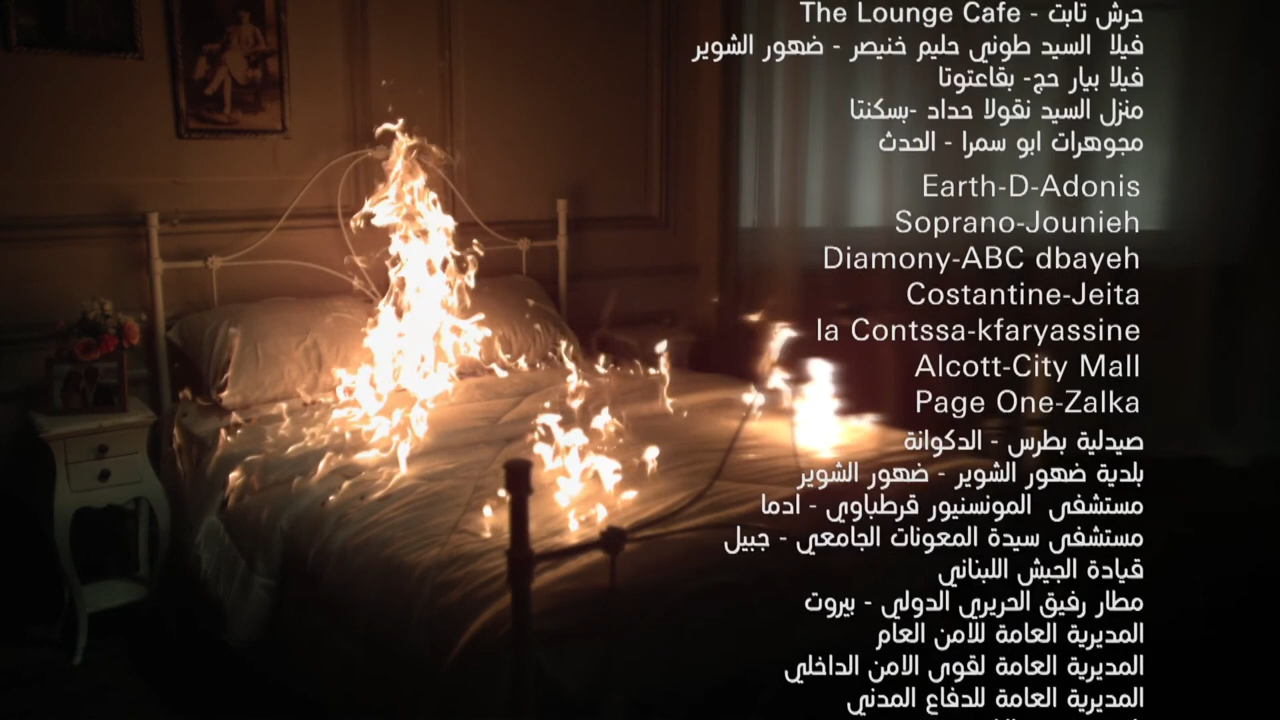 The Lounge Cafe - حرش تابت
فيلا السيد طوني حليم خنيصر - ضهور الشوير
فيلا بيار حج- بقاعتوتا
منزل السيد نقولا حداد -بسكنتا
مجوهرات ابو سمرا - الحدث
Earth-D-Adonis
Soprano-Jounieh
Diamony-ABC dbayeh
Costantine-Jeita
la Contssa-kfaryassine
Alcott-City Mall
Page One-Zalka
صيدلية بطرس - الدكوانة
بلدية ضهور الشوير - ضهور الشوير
مستشفى المونسنيور قرطباوي - ادما
مستشفى سيدة المعونات الجامعي - جبيل
قيادة الجيش اللبناني
مطار رفيق الحريري الدولي - بيروت
المديرية العامة للامن العام
المديرية العامة لقوى الامن الداخلي
المديرية العامة للدفاع المدني